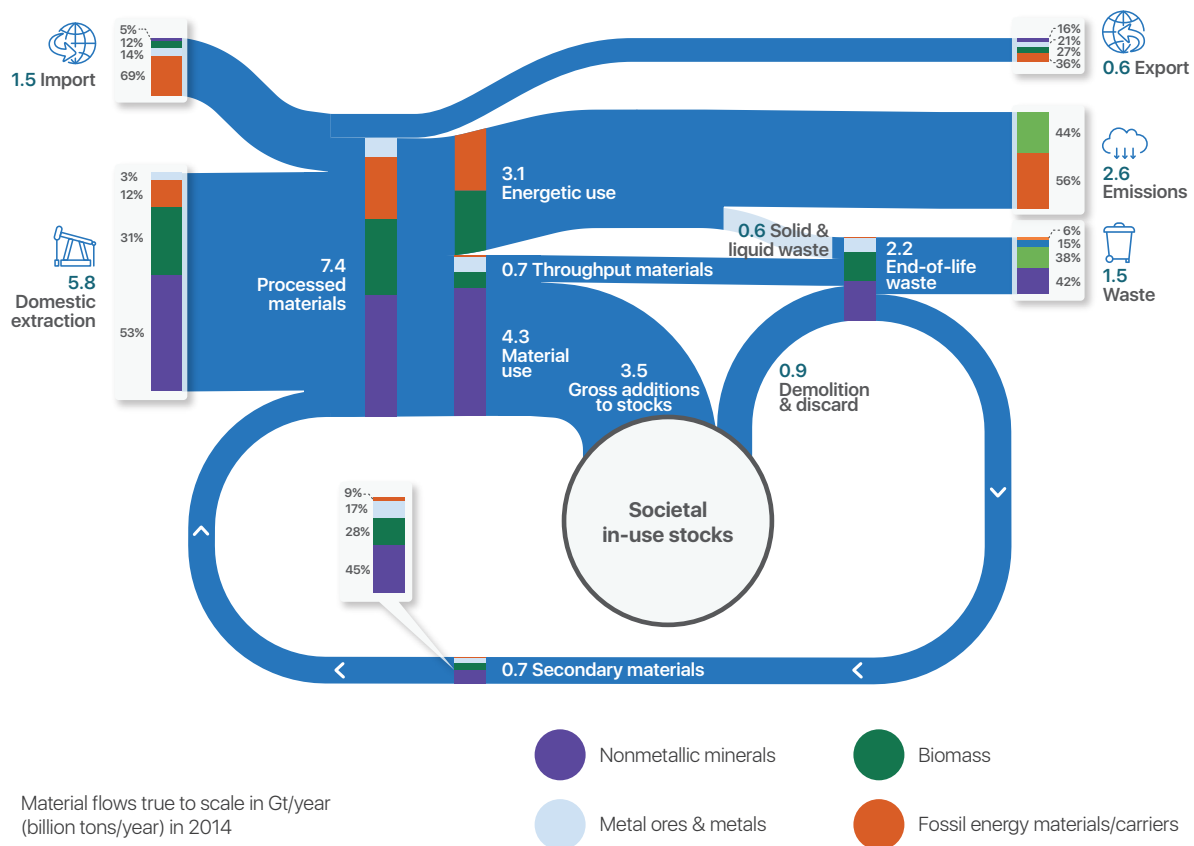 5%
12%
14%
69%
1.5 Import
16%
21%
27%
36%
0.6 Export
3%
12%
31%
53%
5.8
Domestic
extraction
7.4
Processed
materials
3.1
Energetic use
44%
56%
2.6
Emissions
0.6 Solid &
liquid waste
0.7 Throughput materials
2.2
End-of-life
waste
6%
15%
38%
42%
1.5
Waste
4.3
Material
use
3.5
Gross additions
to stocks
0.9
Demolition
& discard
Societal
in-use stocks
9%
17%
28%
45%
0.7 Secondary materials
Nonmetallic minerals
Biomass
Metal ores & metals
Fossil energy materials/carriers
Material flows true to scale in Gt/year
(billion tons/year) in 2014